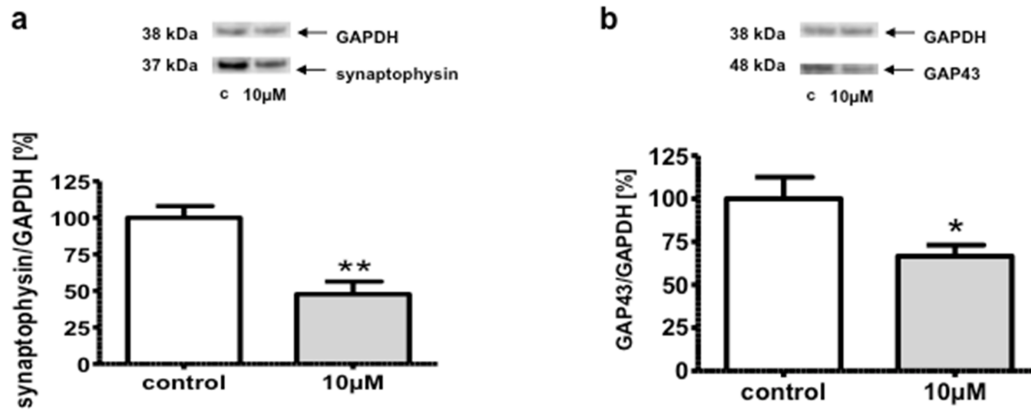 a
38 kDa
GAPDH
37 kDa
synaptophysin
c 10µM
synaptophysin/GAPDH [%]
125
100
75
50
25
0
**
control
10µM
b
38 kDa
GAPDH
48 kDa
GAP43
c 10µM
GAP43/GAPDH [%]
125
100
75
50
25
0
*
control
10µM